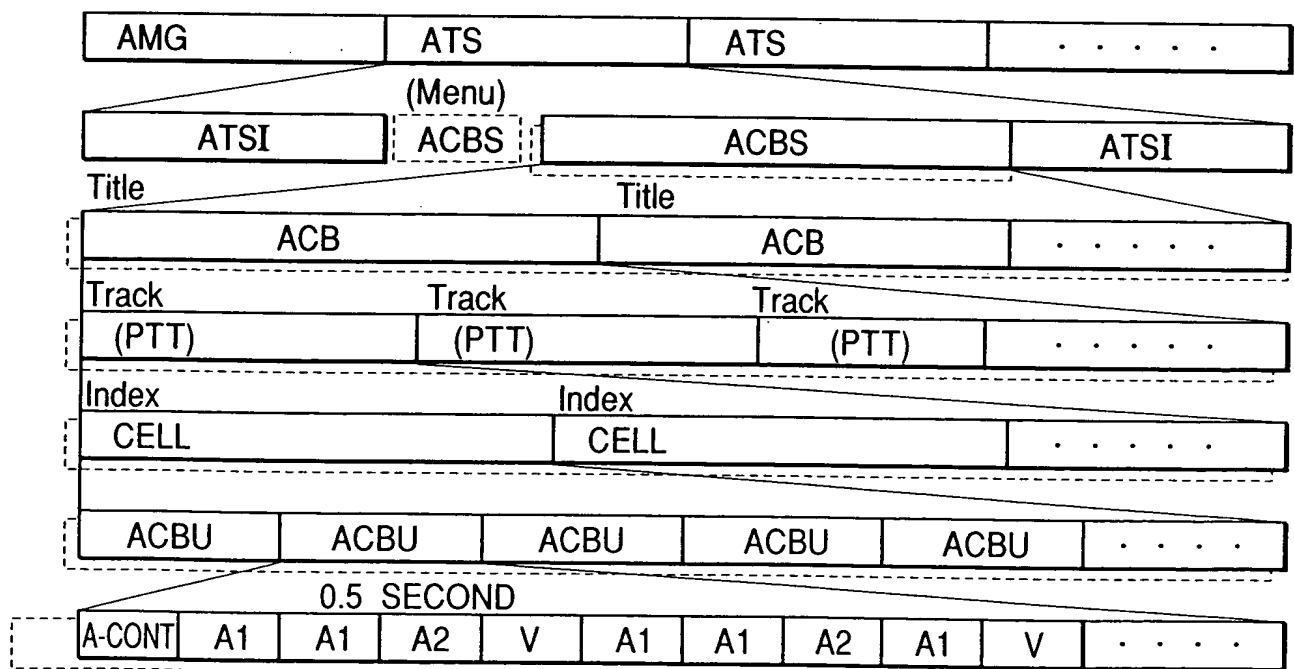 AMG ATS ATS . . . . .
(Menu)
ATSI ACBS ACBS ATSI
Title Title
ACB ACB . . . . .
Track Track Track
(PTT) (PTT) (PTT) . . . . .
Index Index
CELL CELL . . . . .
ACBU ACBU ACBU ACBU ACBU . . . .
0.5 SECOND
A-CONT A1 A1 A2 V A1 A1 A2 A1 V . . . .